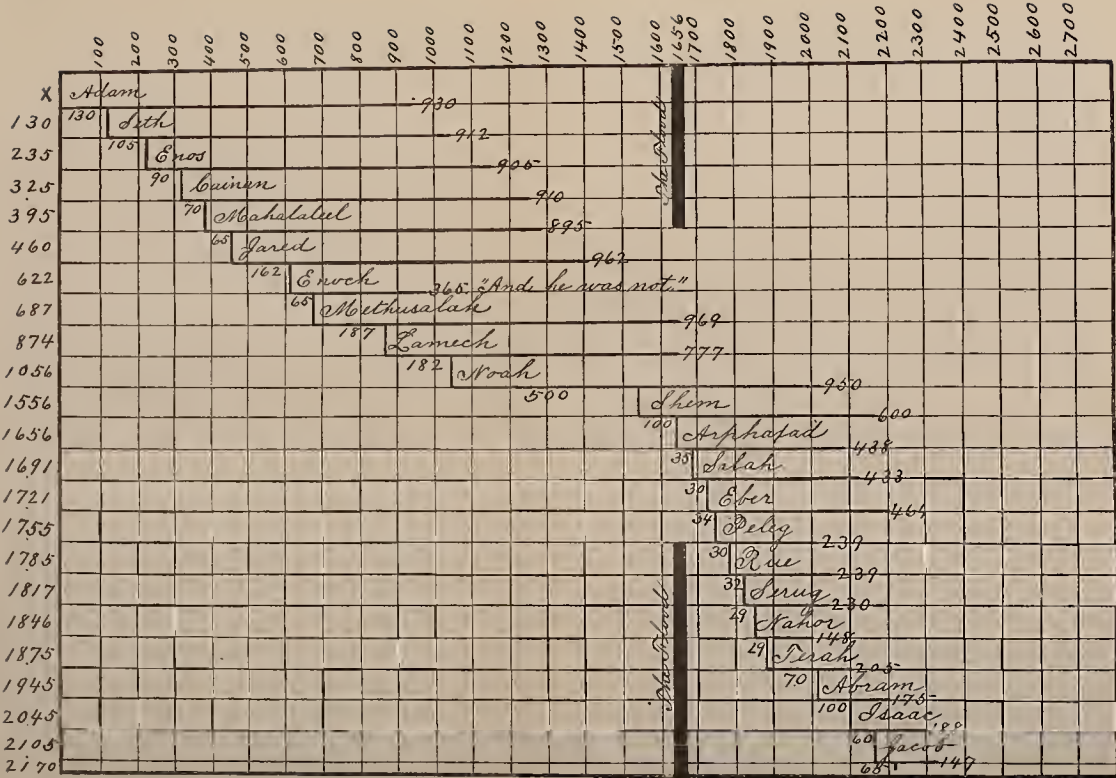 100 200 300 400 500 600 700 800 900 1000 1100 1200 1300 1400 1500 1600 1656 1700 1800 1900 2000 2100 2200 2300 2400 2500 2600 2700
X Adam 930
130 130 Seth 912
235 105 Enos 905
325 90 Cainan 910
395 70 Mahalaleel 895
460 65 Jared 962
622 162 Enoch 365 "And he was not."
687 65 Methusalah 969
874 187 Lamech 777
1056 182 Noah 950
1556 500 Shem 600
1656 100 Arphaxad 438
1691 35 Salah 433
1721 30 Eber 464
1755 34 Peleg 239
1785 30 Rue 239
1817 32 Serug 230
1846 29 Nahor 148
1875 29 Terah 205
1945 70 Abram 175
2045 100 Isaac
2105 60 Jacob 147
2170
The Flood
The Flood